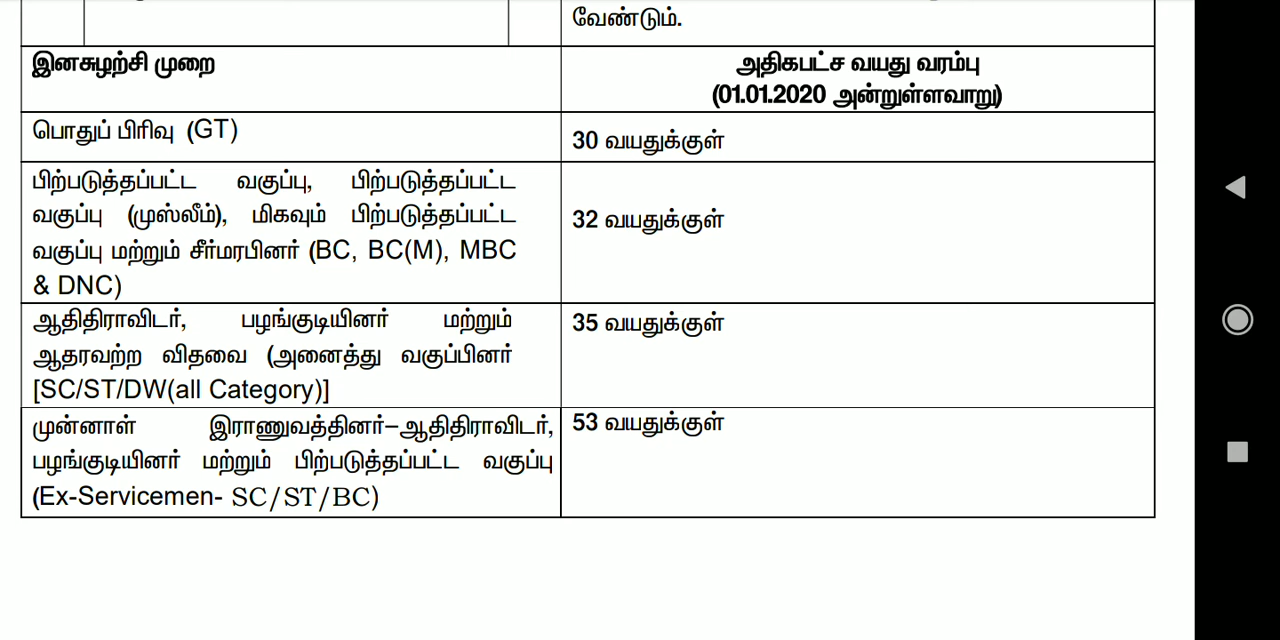 வேண்டும்.
இனசுழற்சி முறை
அதிகபட்ச வயது வரம்பு
(01.01.2020 அன்றுள்ளவாறு)
பொதுப் பிரிவு (GT)
30 வயதுக்குள்
பிற்படுத்தப்பட்ட வகுப்பு, பிற்படுத்தப்பட்ட
வகுப்பு (முஸ்லீம்), மிகவும் பிற்படுத்தப்பட்ட
வகுப்பு மற்றும் சீர்மரபினர் (BC, BC(M), MBC
& DNC)
32 வயதுக்குள்
ஆதிதிராவிடர், பழங்குடியினர் மற்றும்
ஆதரவற்ற விதவை (அனைத்து வகுப்பினர்
[SC/ST/DW(all Category)]
35 வயதுக்குள்
முன்னாள் இராணுவத்தினர்–ஆதிதிராவிடர்,
பழங்குடியினர் மற்றும் பிற்படுத்தப்பட்ட வகுப்பு
(Ex-Servicemen- SC/ST/BC)
53 வயதுக்குள்